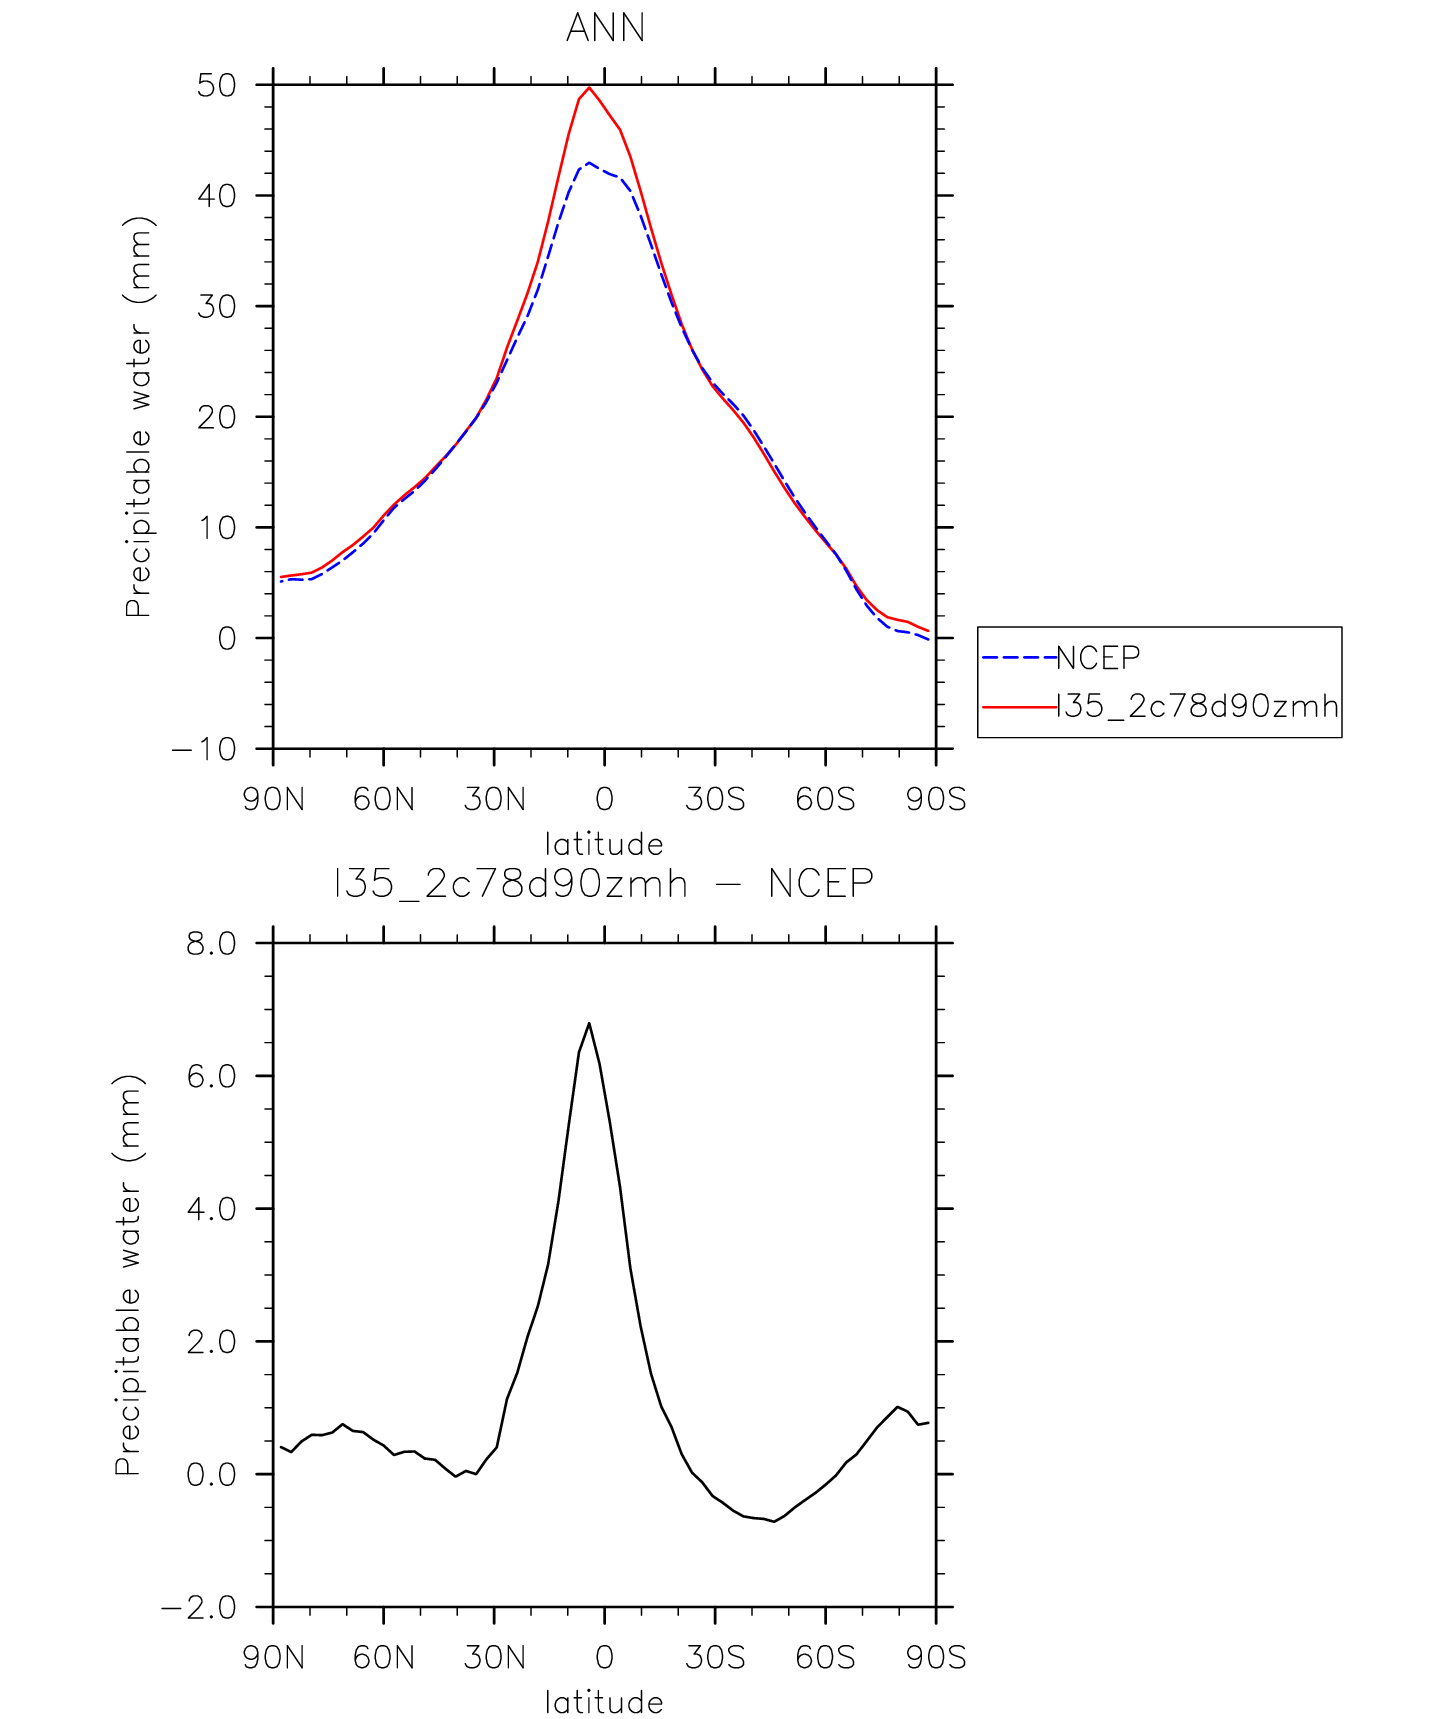 ANN
50
40
30
20
10
0
−10
Precipitable water (mm)
90N 60N 30N 0 30S 60S 90S
latitude
NCEP
I35_2c78d90zmh
I35_2c78d90zmh − NCEP
8.0
6.0
4.0
2.0
0.0
−2.0
Precipitable water (mm)
90N 60N 30N 0 30S 60S 90S
latitude